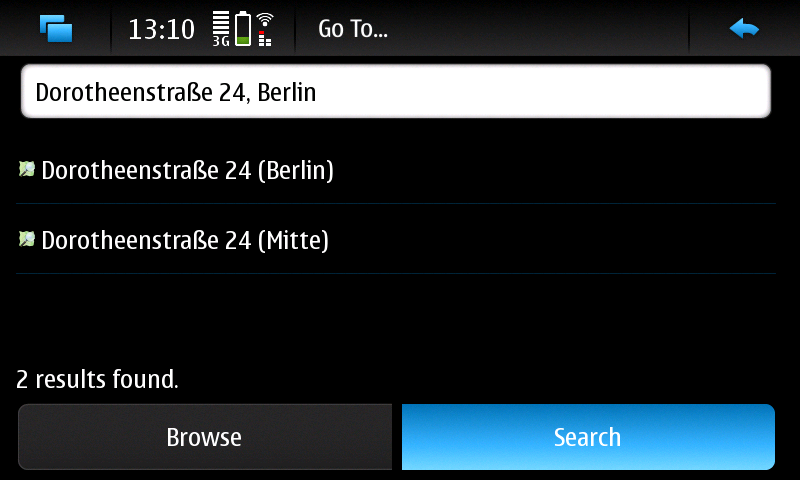 13:10 3G Go To...
Dorotheenstraße 24, Berlin
Dorotheenstraße 24 (Berlin)
Dorotheenstraße 24 (Mitte)
2 results found.
Browse Search